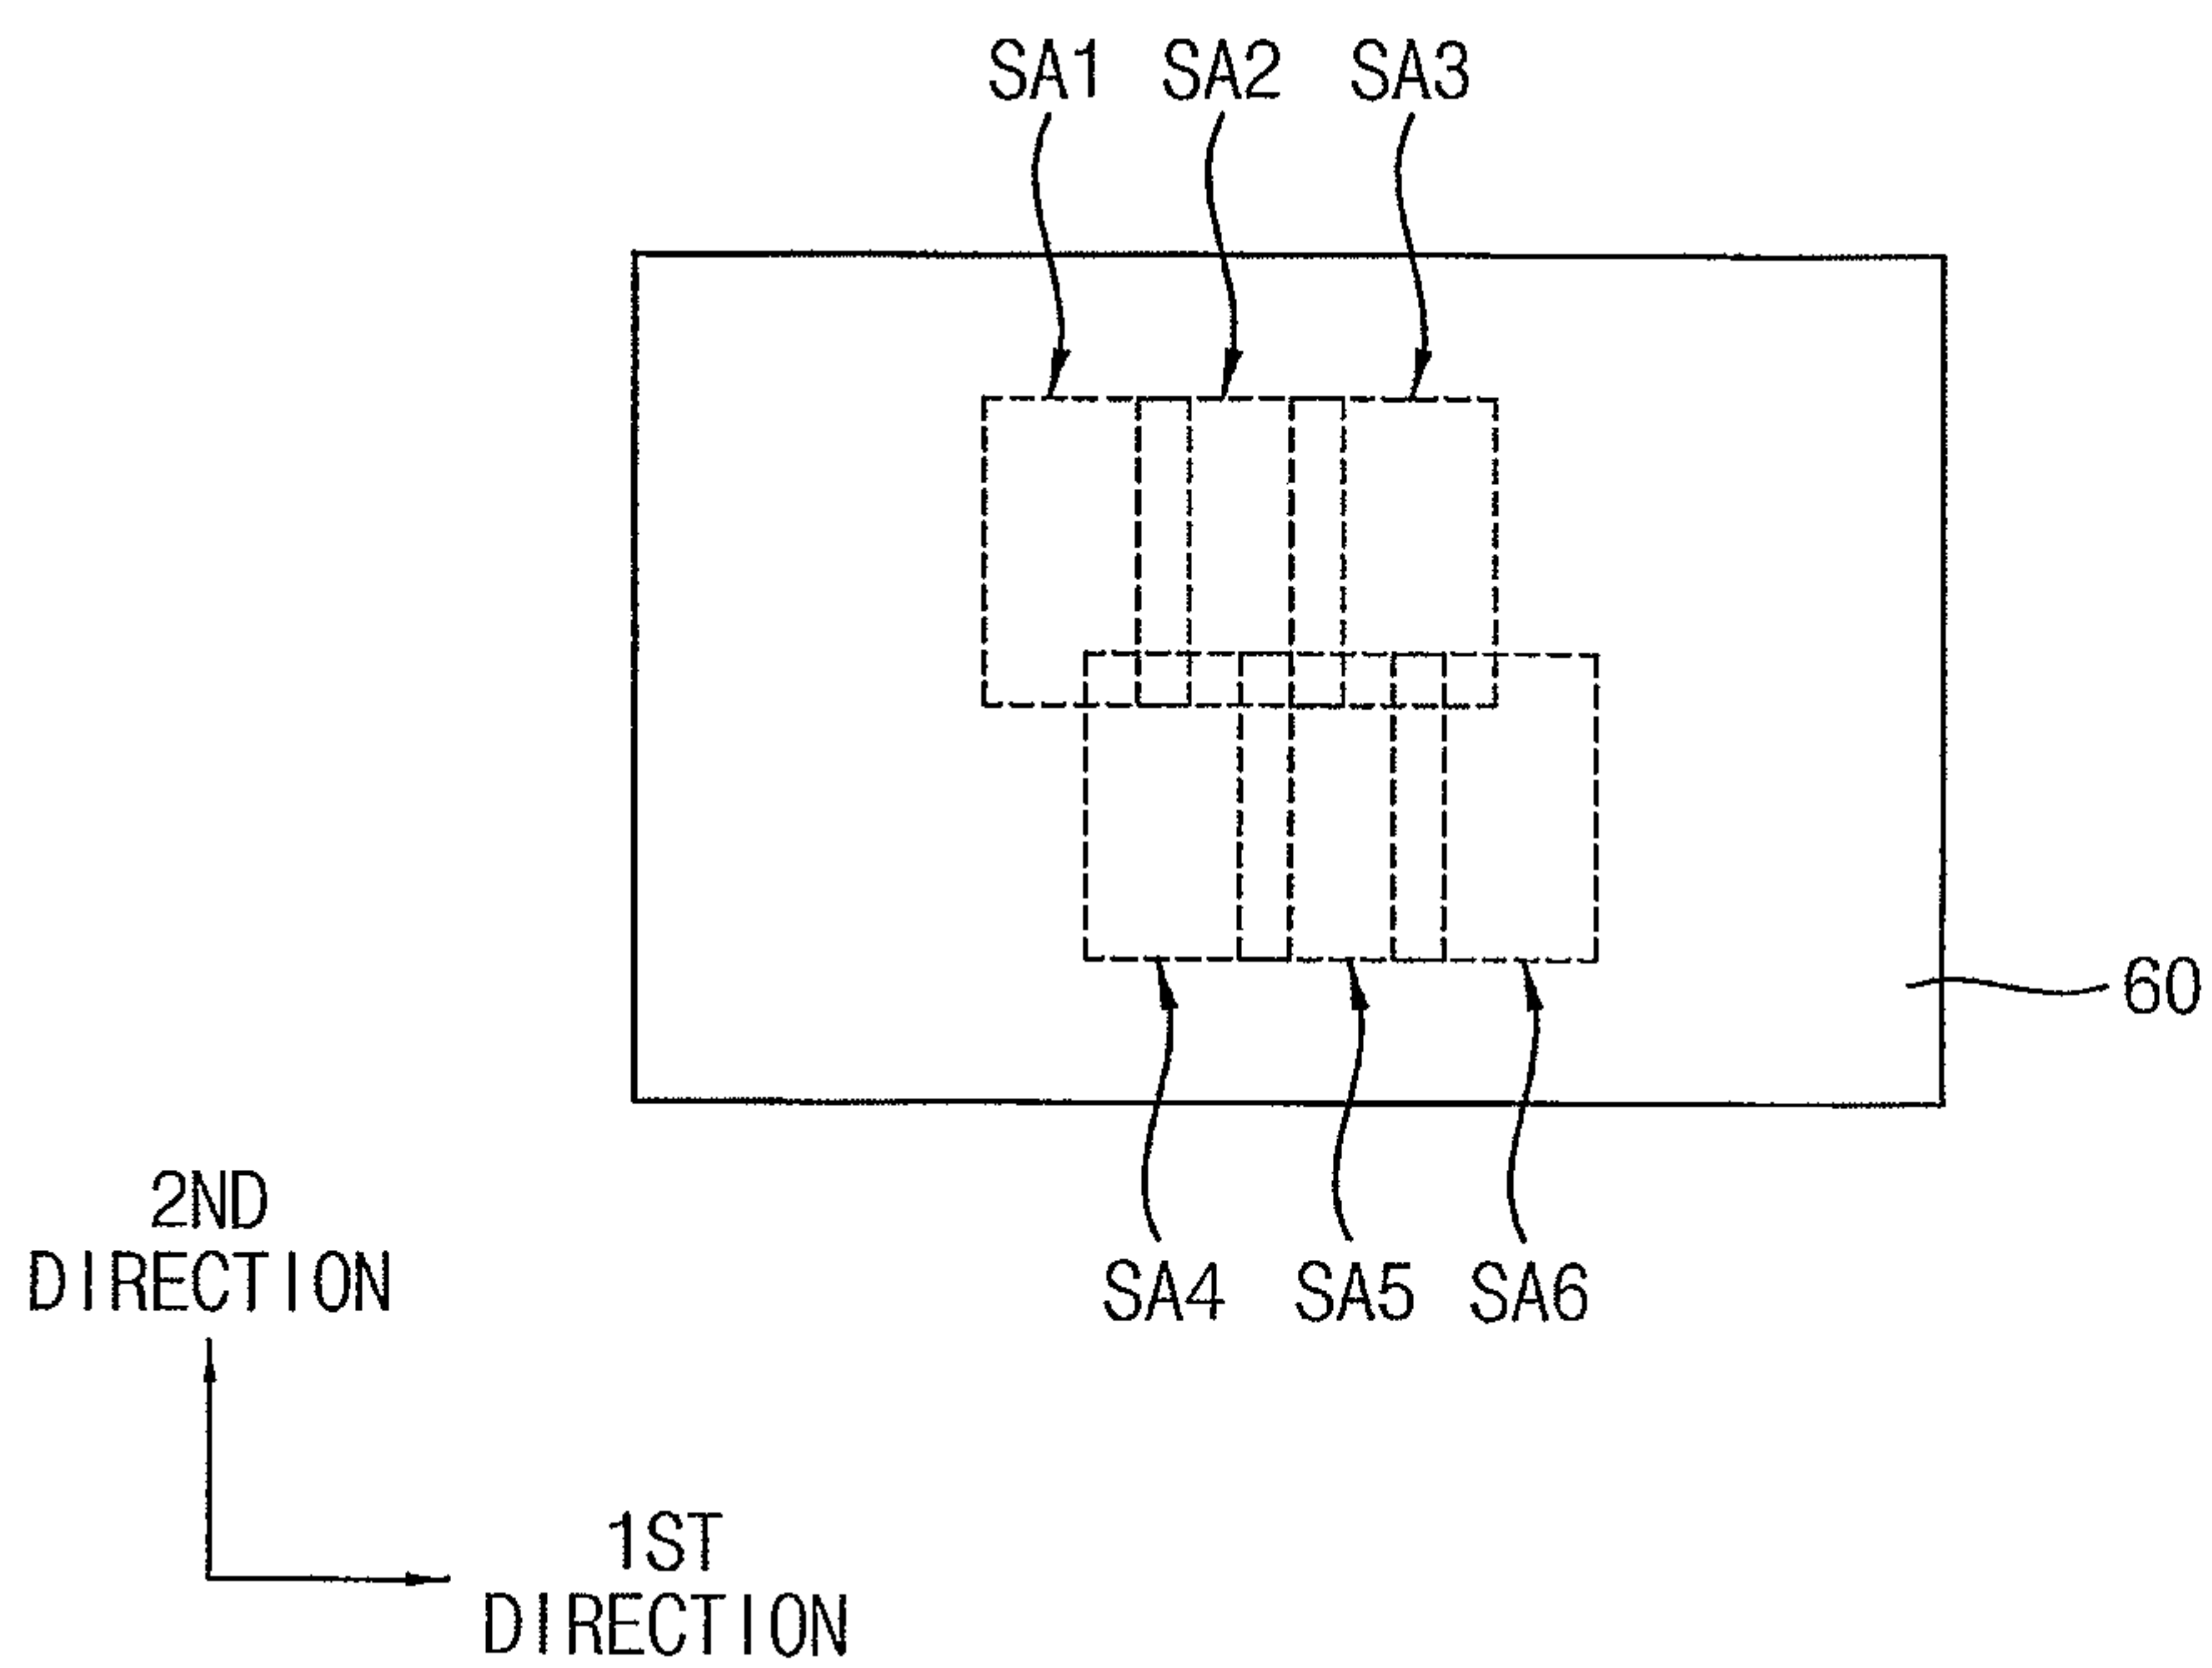 SA1 SA2 SA3
60
SA4 SA5 SA6
2ND
DIRECTION
1ST
DIRECTION